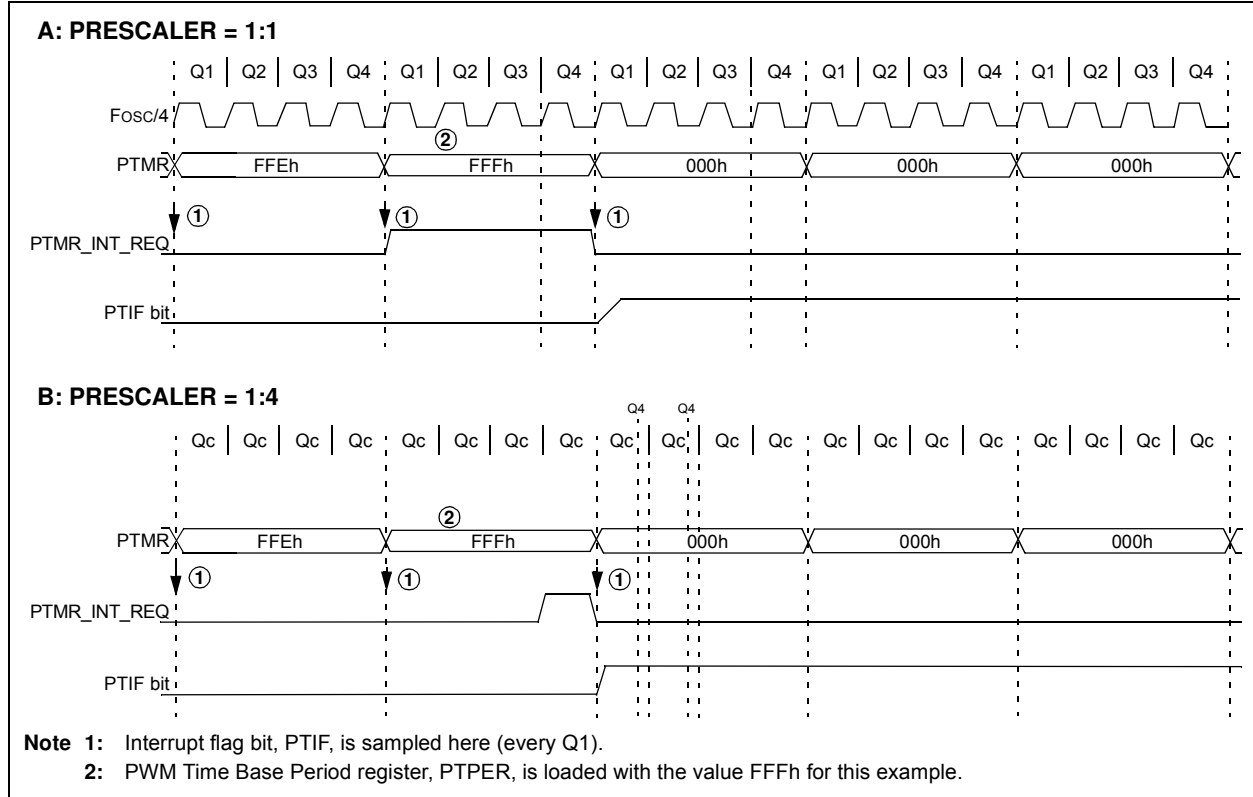 A: PRESCALER = 1:1
Q1 Q2 Q3 Q4 Q1 Q2 Q3 Q4 Q1 Q2 Q3 Q4 Q1 Q2 Q3 Q4 Q1 Q2 Q3 Q4
FOSC/4
2
PTMR FFEh FFFh 000h 000h 000h
1 1 1
PTMR_INT_REQ
PTIF bit
B: PRESCALER = 1:4
Q4 Q4
Qc Qc Qc Qc Qc Qc Qc Qc Qc Qc Qc Qc Qc Qc Qc Qc Qc Qc Qc Qc
2
PTMR FFEh FFFh 000h 000h 000h
1 1 1
PTMR_INT_REQ
PTIF bit
Note 1: Interrupt flag bit, PTIF, is sampled here (every Q1).
2: PWM Time Base Period register, PTPER, is loaded with the value FFFh for this example.